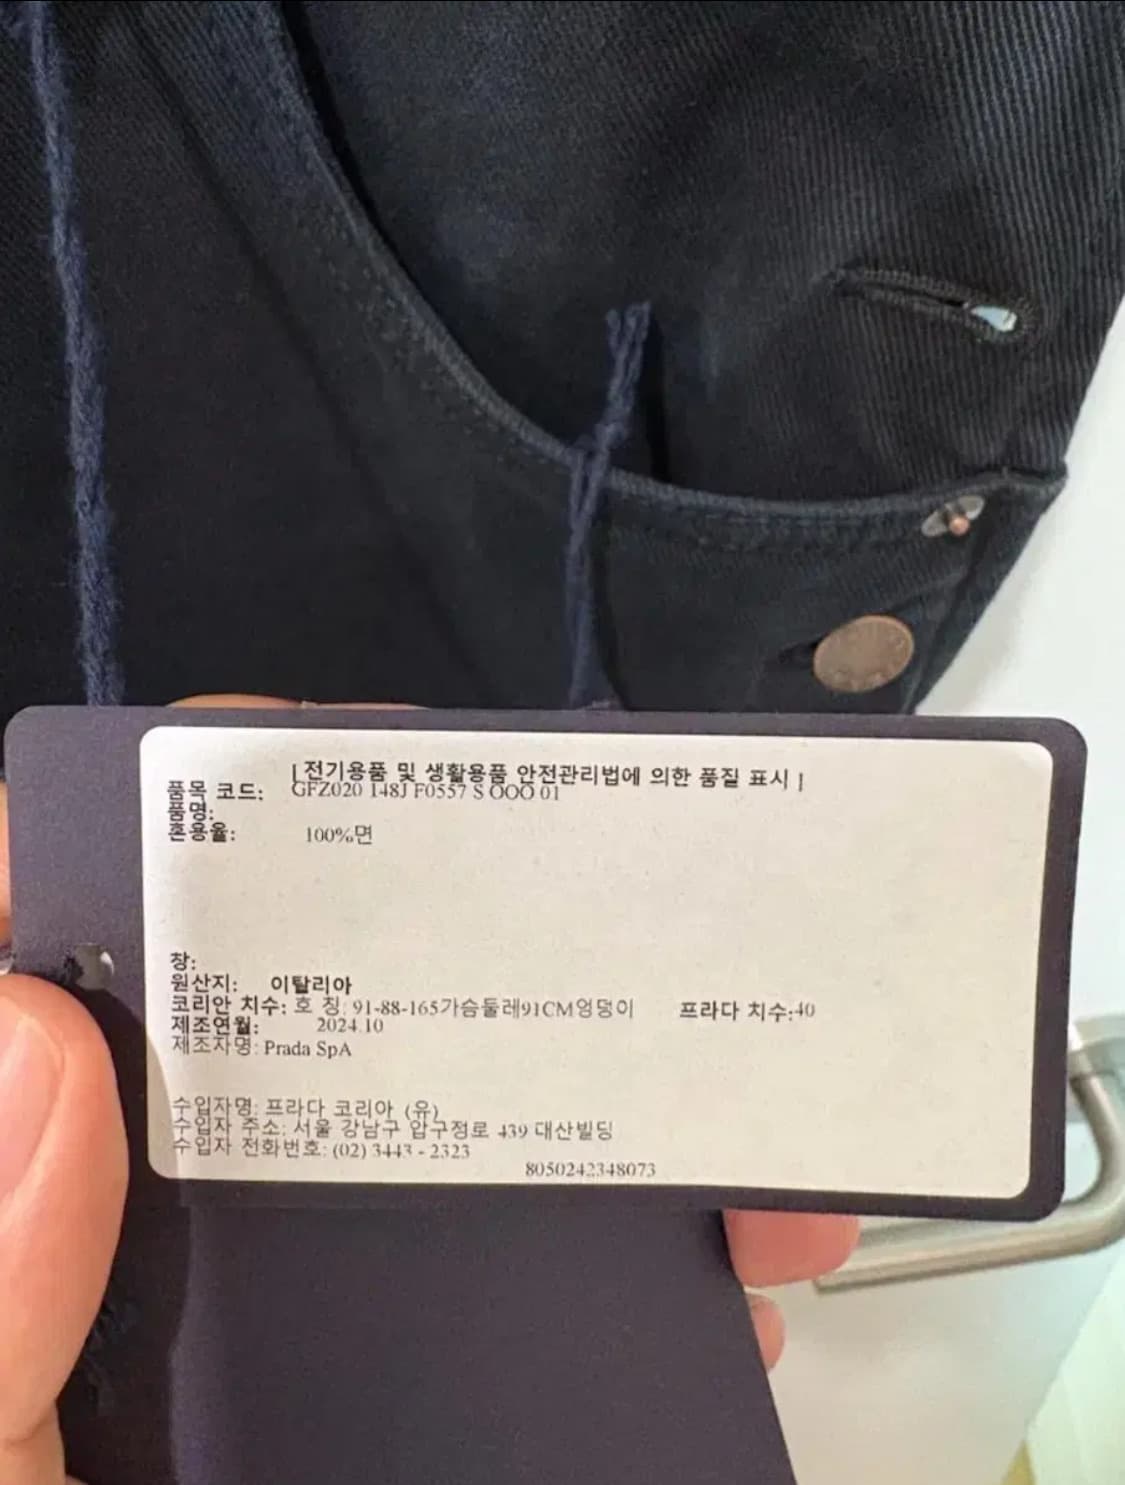 [ 전기용품 및 생활용품 안전관리법에 의한 품질 표시 ]
품목 코드: GFZ020 148J F0557 S OOO 01
품명:
혼용율: 100%면
창:
원산지: 이탈리아
코리안 치수: 호 칭: 91-88-165가슴둘레91CM엉덩이 프라다 치수:40
제조연월: 2024.10
제조자명: Prada SpA
수입자명: 프라다 코리아 (유)
수입자 주소: 서울 강남구 압구정로 439 대산빌딩
수입자 전화번호: (02) 3443 - 2323
8050242348073